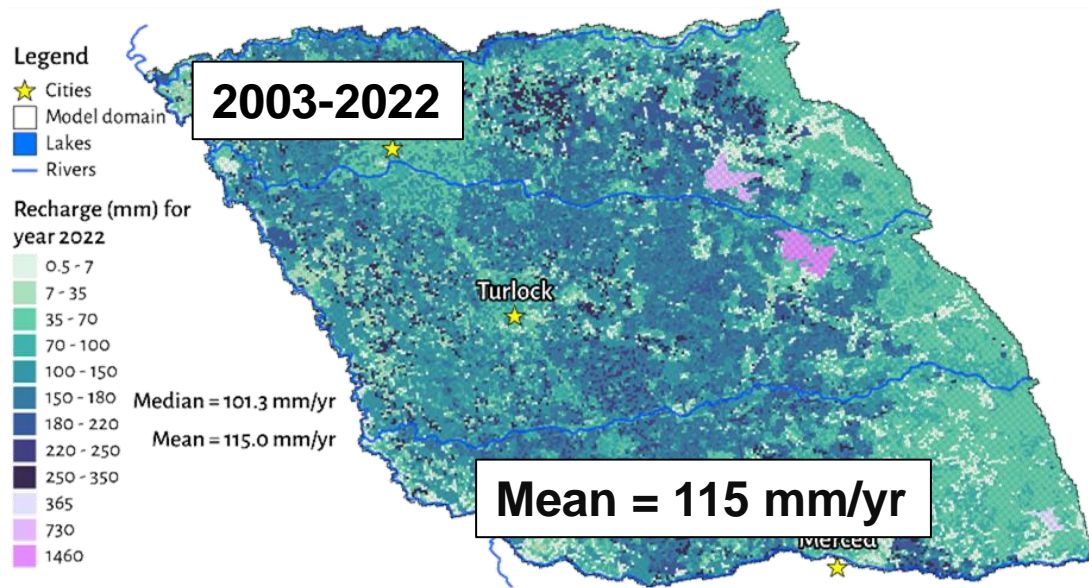 Legend
Cities
Model domain
Lakes
Rivers
Recharge (mm) for
year 2022
0.5 - 7
7 - 35
35 - 70
70 - 100
100 - 150
150 - 180
180 - 220
220 - 250
250 - 350
365
730
1460
Median = 101.3 mm/yr
Mean = 115.0 mm/yr
2003-2022
Turlock
Mean = 115 mm/yr
Merced